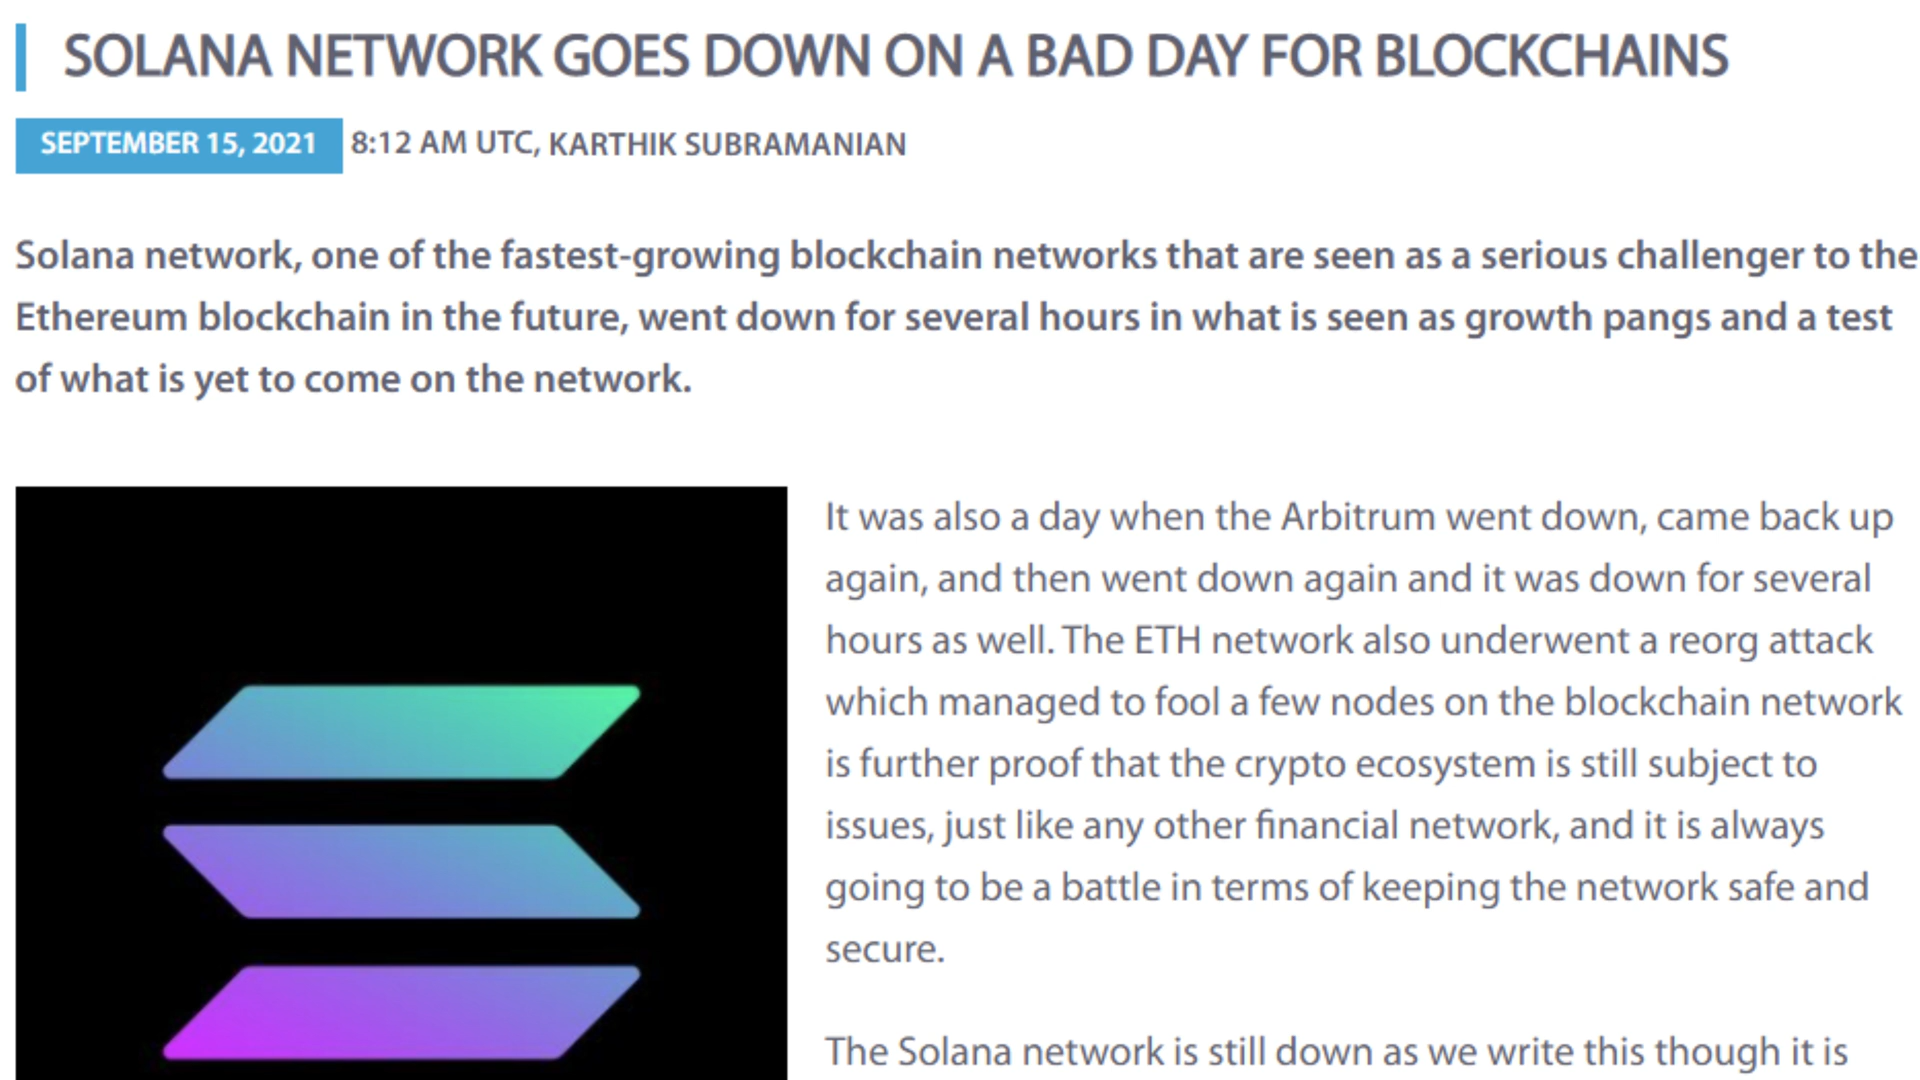 SOLANA NETWORK GOES DOWN ON A BAD DAY FOR BLOCKCHAINS
SEPTEMBER 15, 2021 8:12 AM UTC, KARTHIK SUBRAMANIAN
Solana network, one of the fastest-growing blockchain networks that are seen as a serious challenger to the
Ethereum blockchain in the future, went down for several hours in what is seen as growth pangs and a test
of what is yet to come on the network.
It was also a day when the Arbitrum went down, came back up
again, and then went down again and it was down for several
hours as well. The ETH network also underwent a reorg attack
which managed to fool a few nodes on the blockchain network
is further proof that the crypto ecosystem is still subject to
issues, just like any other financial network, and it is always
going to be a battle in terms of keeping the network safe and
secure.
The Solana network is still down as we write this though it is